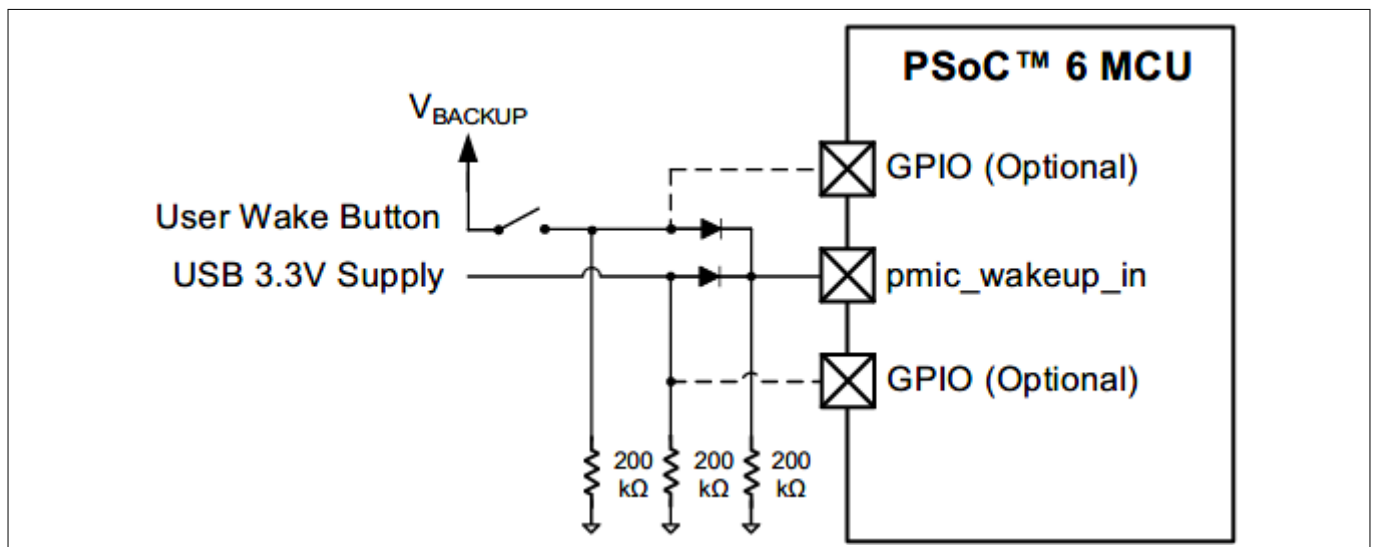 PSoC™ 6 MCU
V_BACKUP
GPIO (Optional)
User Wake Button
USB 3.3V Supply
pmic_wakeup_in
GPIO (Optional)
200 200 200
kΩ kΩ kΩ